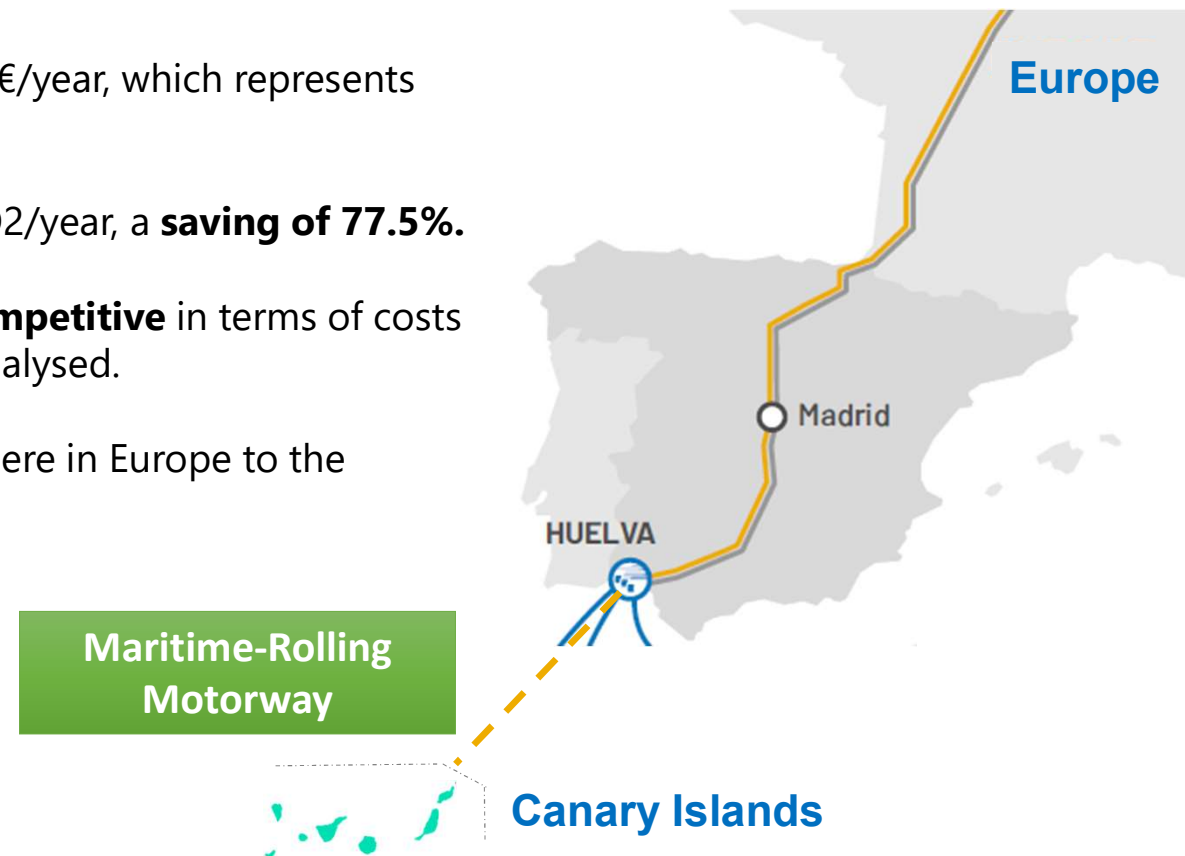 €/year, which represents
Europe
2/year, a saving of 77.5%.
mpetitive in terms of costs
alysed.
Madrid
ere in Europe to the
HUELVA
Maritime-Rolling
Motorway
Canary Islands